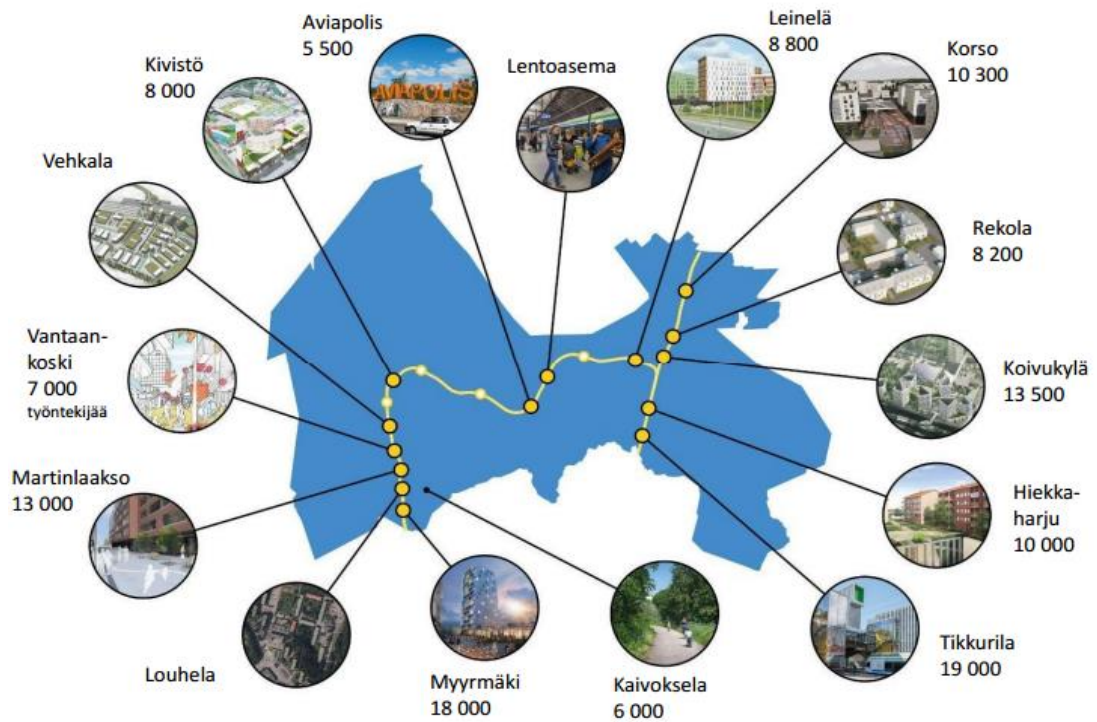 Aviapolis
5 500
Leinelä
8 800
Korso
10 300
Kivistö
8 000
Lentoasema
AVIAPOLIS
Vehkala
Rekola
8 200
Vantaan-
koski
7 000
työntekijää
Koivukylä
13 500
Martinlaakso
13 000
Hiekka-
harju
10 000
Louhela
Myyrmäki
18 000
Kaivoksela
6 000
Tikkurila
19 000